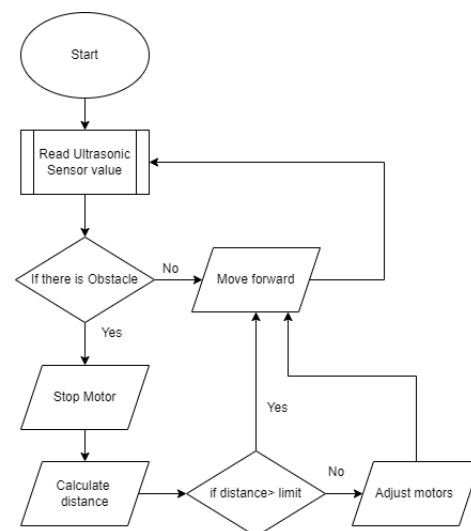 Start
Read Ultrasonic
Sensor value
If there is Obstacle
No
Move forward
Yes
Stop Motor
Yes
Calculate
distance
if distance> limit
No
Adjust motors